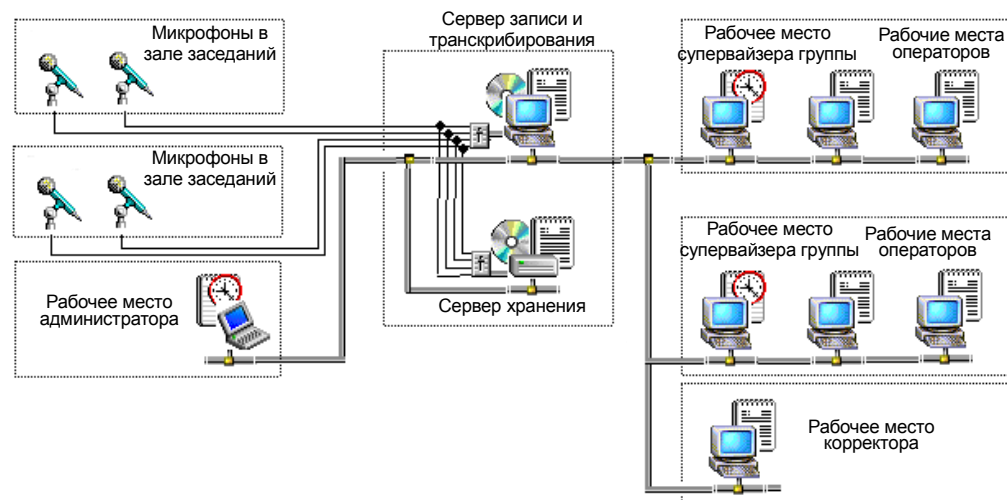 Микрофоны в
зале заседаний
Микрофоны в
зале заседаний
Рабочее место
администратора
Сервер записи и
транскрибирования
Сервер хранения
Рабочее место
супервайзера группы
Рабочие места
операторов
Рабочее место
супервайзера группы
Рабочие места
операторов
Рабочее место
корректора